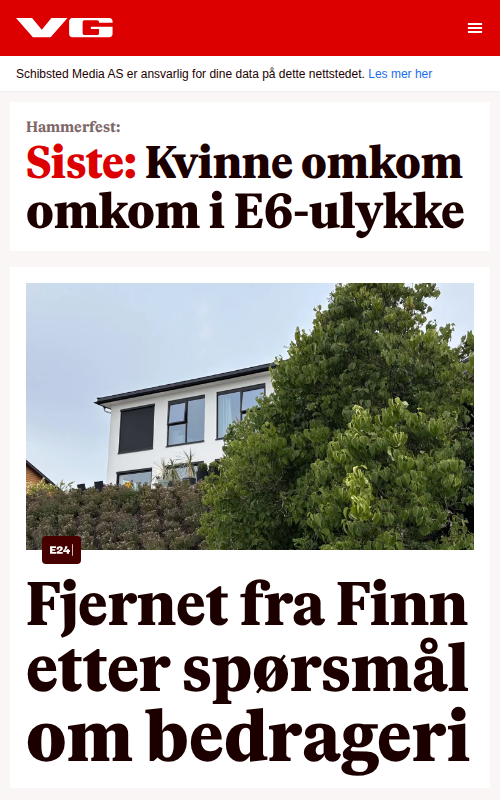 VG
Schibsted Media AS er ansvarlig for dine data på dette nettstedet. Les mer her
Hammerfest:
Siste: Kvinne omkom
omkom i E6-ulykke
E24
Fjernet fra Finn
etter spørsmål
om bedrageri